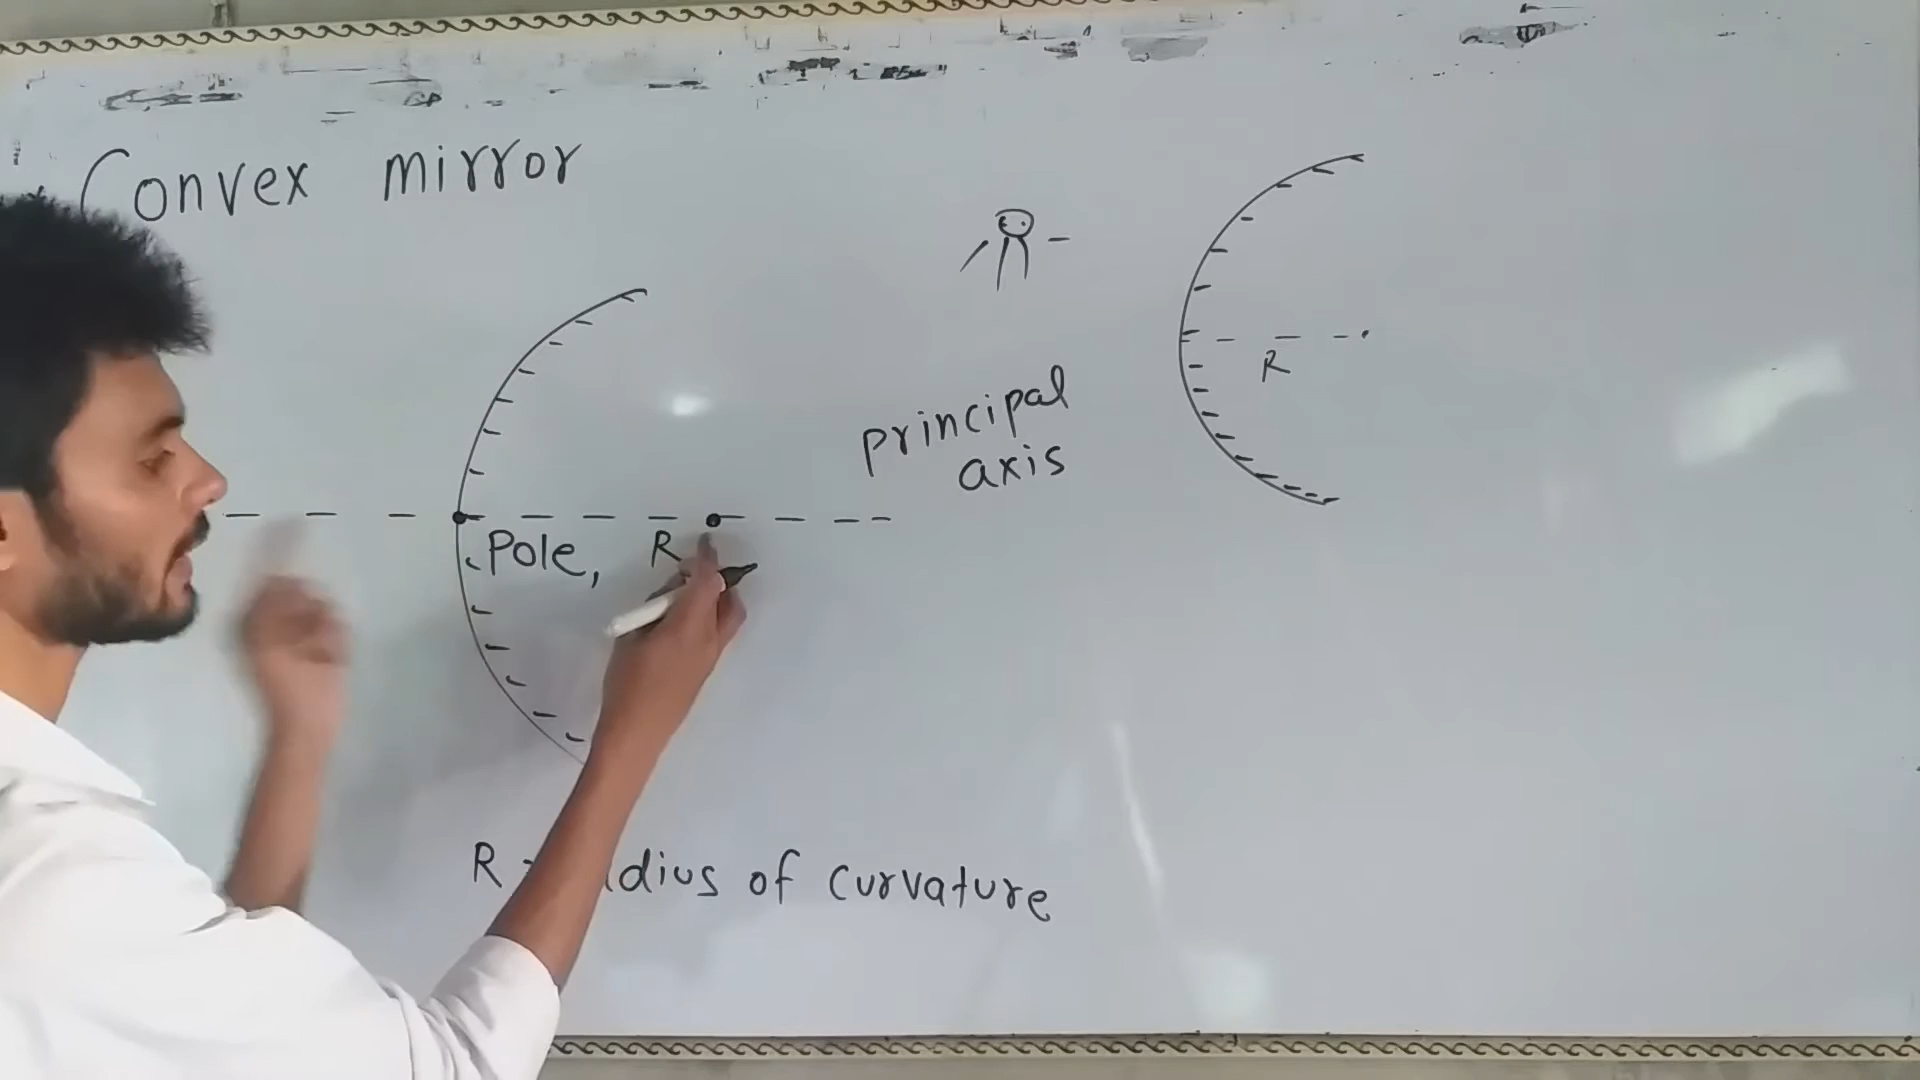 Convex mirror
R
principal
axis
Pole, R
R dius of curvature